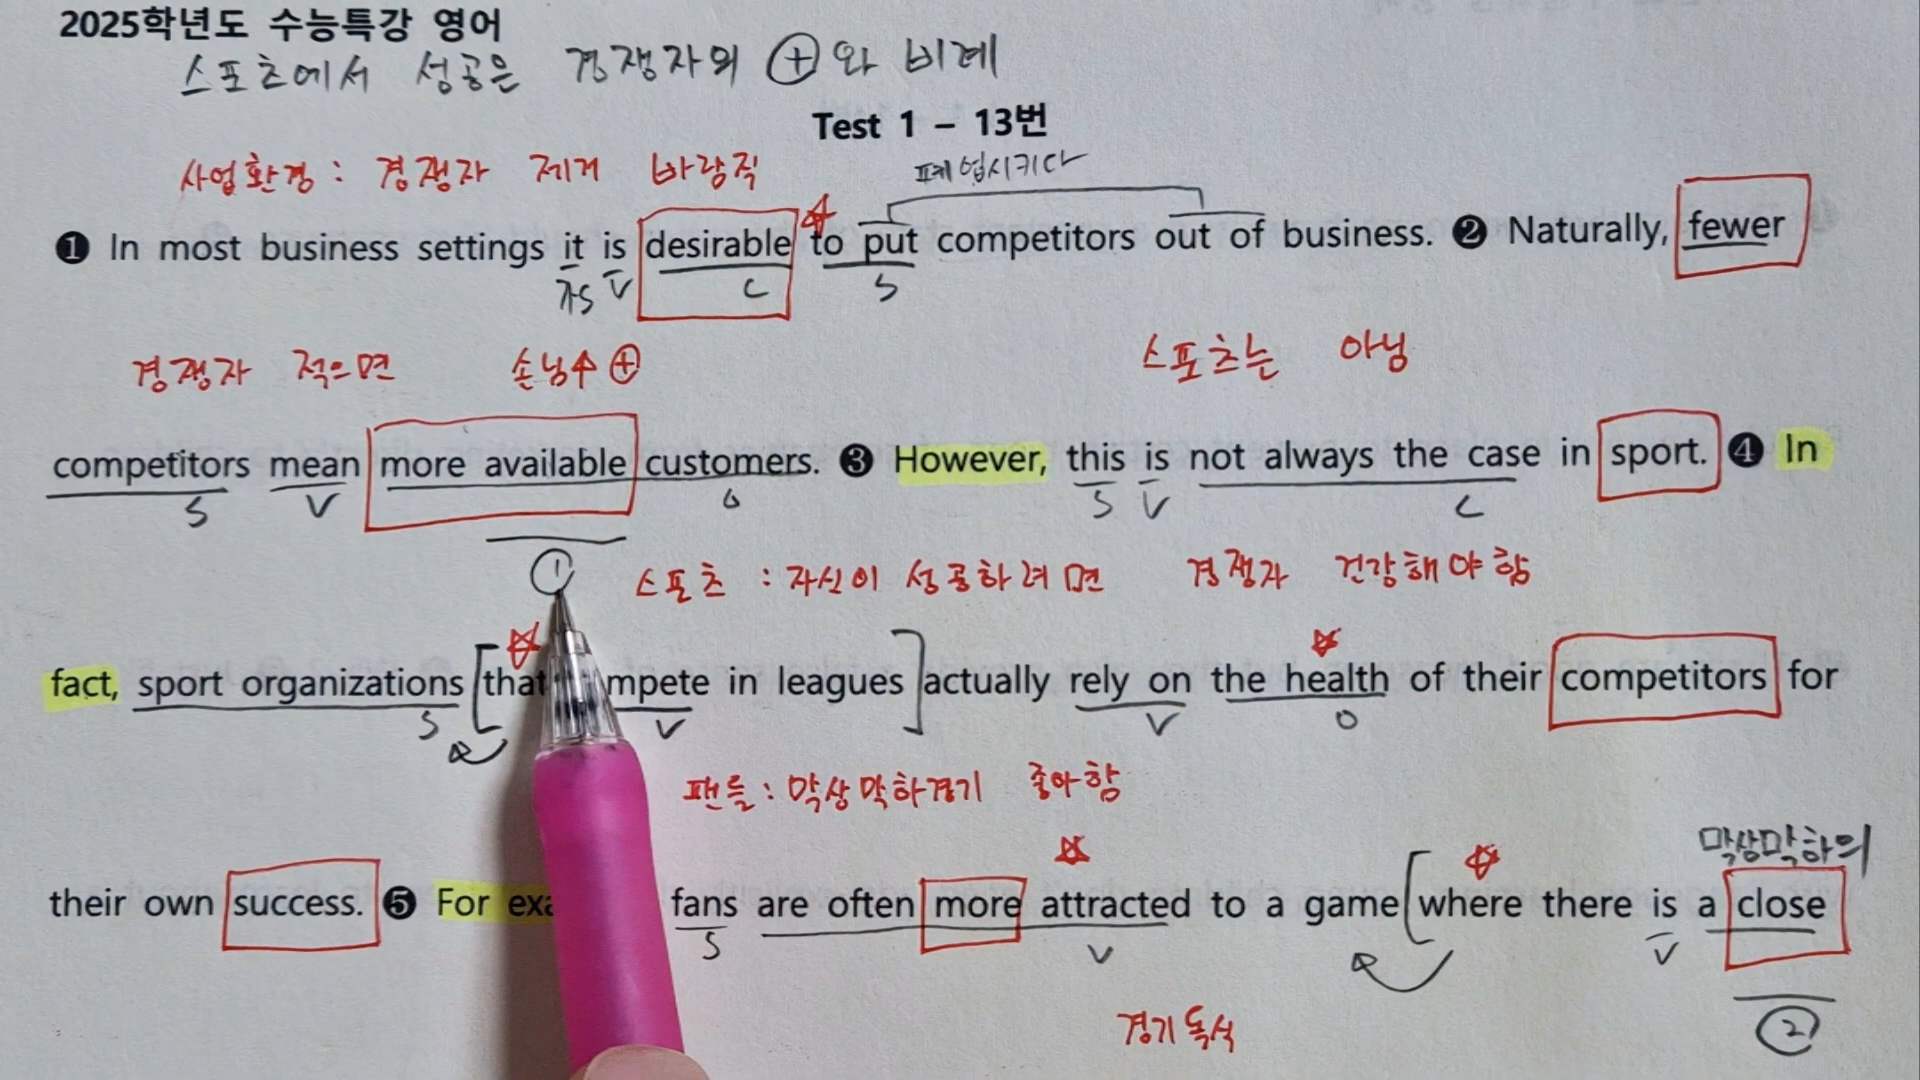 2025학년도 수능특강 영어
스포츠에서 성공은 경쟁자의 ⊕와 비례
Test 1 – 13번
사업환경 : 경쟁자 제거 바람직
폐업시키다
❶ In most business settings it is desirable to put competitors out of business. ❷ Naturally, fewer
가S V C S
경쟁자 적으면 손님↑ ⊕
스포츠는 아님
competitors mean more available customers. ❸ However, this is not always the case in sport. ❹ In
S V O S V C
①
스포츠 : 자신이 성공하려면 경쟁자 건강해야 함
fact, sport organizations [that mpete in leagues] actually rely on the health of their competitors for
S V V O
팬들 : 막상막하경기 좋아함
막상막하의
their own success. ❺ For exa fans are often more attracted to a game [where there is a close
S V V
경기 독식
②